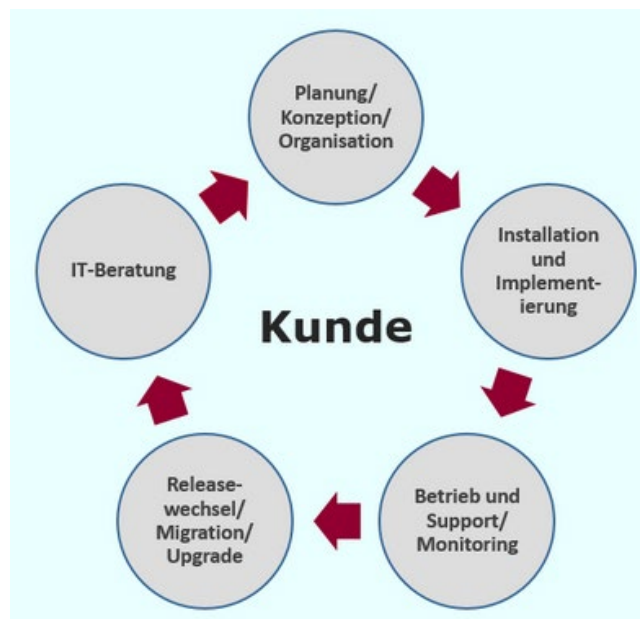 Planung/
Konzeption/
Organisation
Installation
und
Implement-
ierung
IT-Beratung
Kunde
Betrieb und
Support/
Monitoring
Release-
wechsel/
Migration/
Upgrade